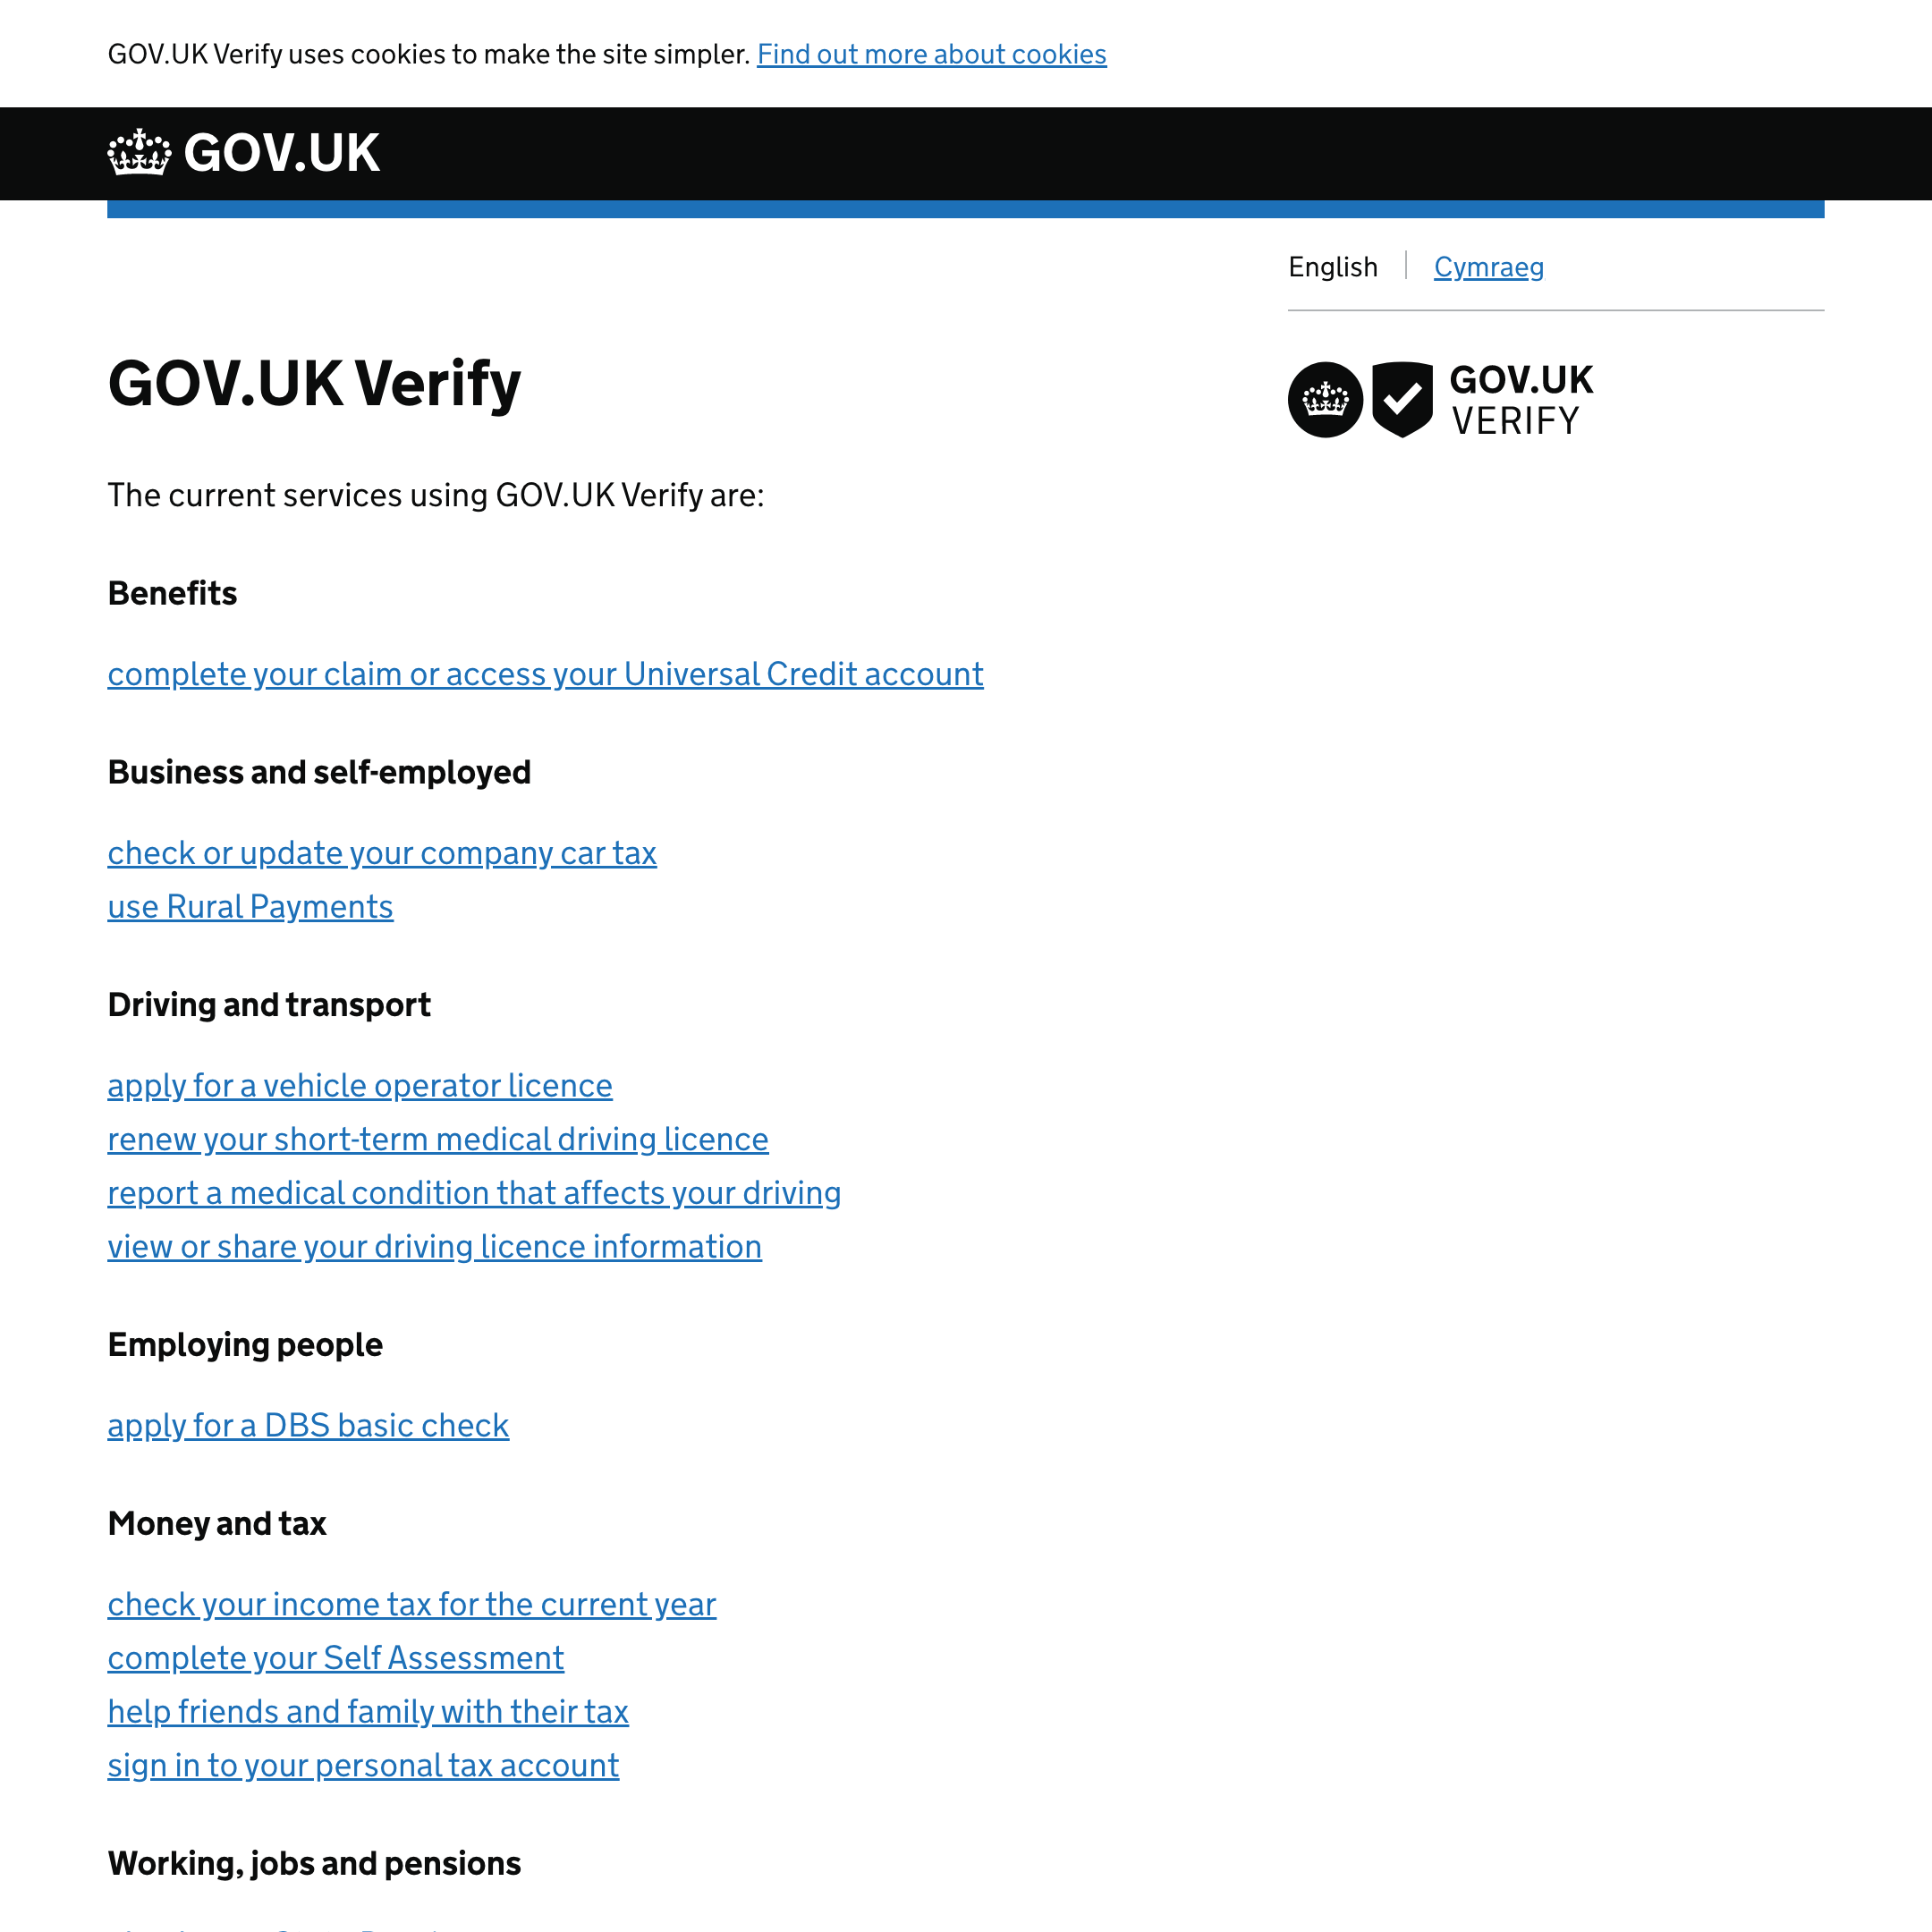 GOV.UK Verify uses cookies to make the site simpler. Find out more about cookies
GOV.UK
English
Cymraeg
GOV.UK Verify
GOV.UK
VERIFY
The current services using GOV.UK Verify are:
Benefits
complete your claim or access your Universal Credit account
Business and self-employed
check or update your company car tax
use Rural Payments
Driving and transport
apply for a vehicle operator licence
renew your short-term medical driving licence
report a medical condition that affects your driving
view or share your driving licence information
Employing people
apply for a DBS basic check
Money and tax
check your income tax for the current year
complete your Self Assessment
help friends and family with their tax
sign in to your personal tax account
Working, jobs and pensions